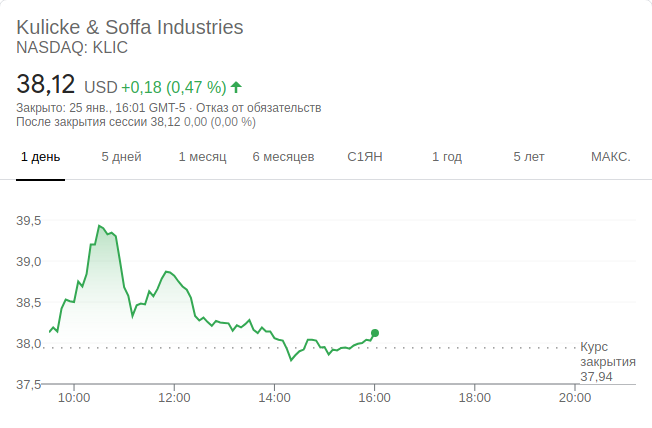 Kulicke & Soffa Industries
NASDAQ: KLIC
38,12 USD +0,18 (0,47 %)
Закрыто: 25 янв., 16:01 GMT-5 · Отказ от обязательств
После закрытия сессии 38,12 0,00 (0,00 %)
1 день 5 дней 1 месяц 6 месяцев С1ЯН 1 год 5 лет МАКС.
39,5
39,0
38,5
38,0
37,5
Курс
закрытия
37,94
10:00 12:00 14:00 16:00 18:00 20:00